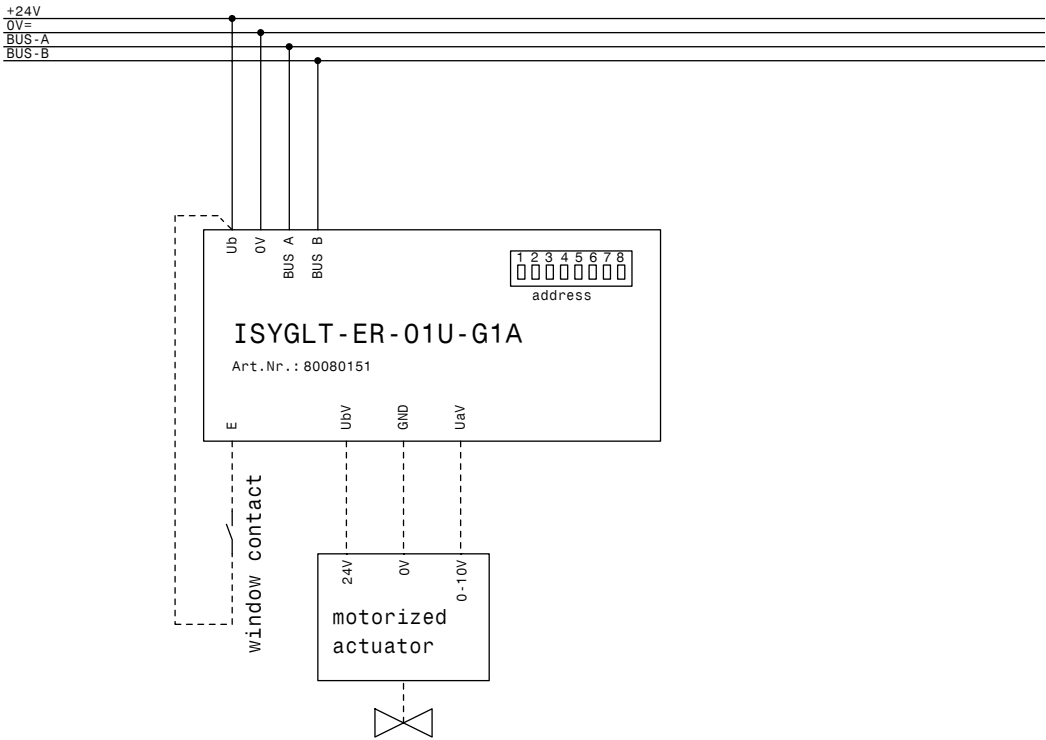 +24V
0V=
BUS-A
BUS-B
Ub
0V
BUS A
BUS B
1 2 3 4 5 6 7 8
address
ISYGLT-ER-01U-G1A
Art.Nr.: 80080151
E
UbV
GND
UaV
window contact
24V
0V
0-10V
motorized
actuator